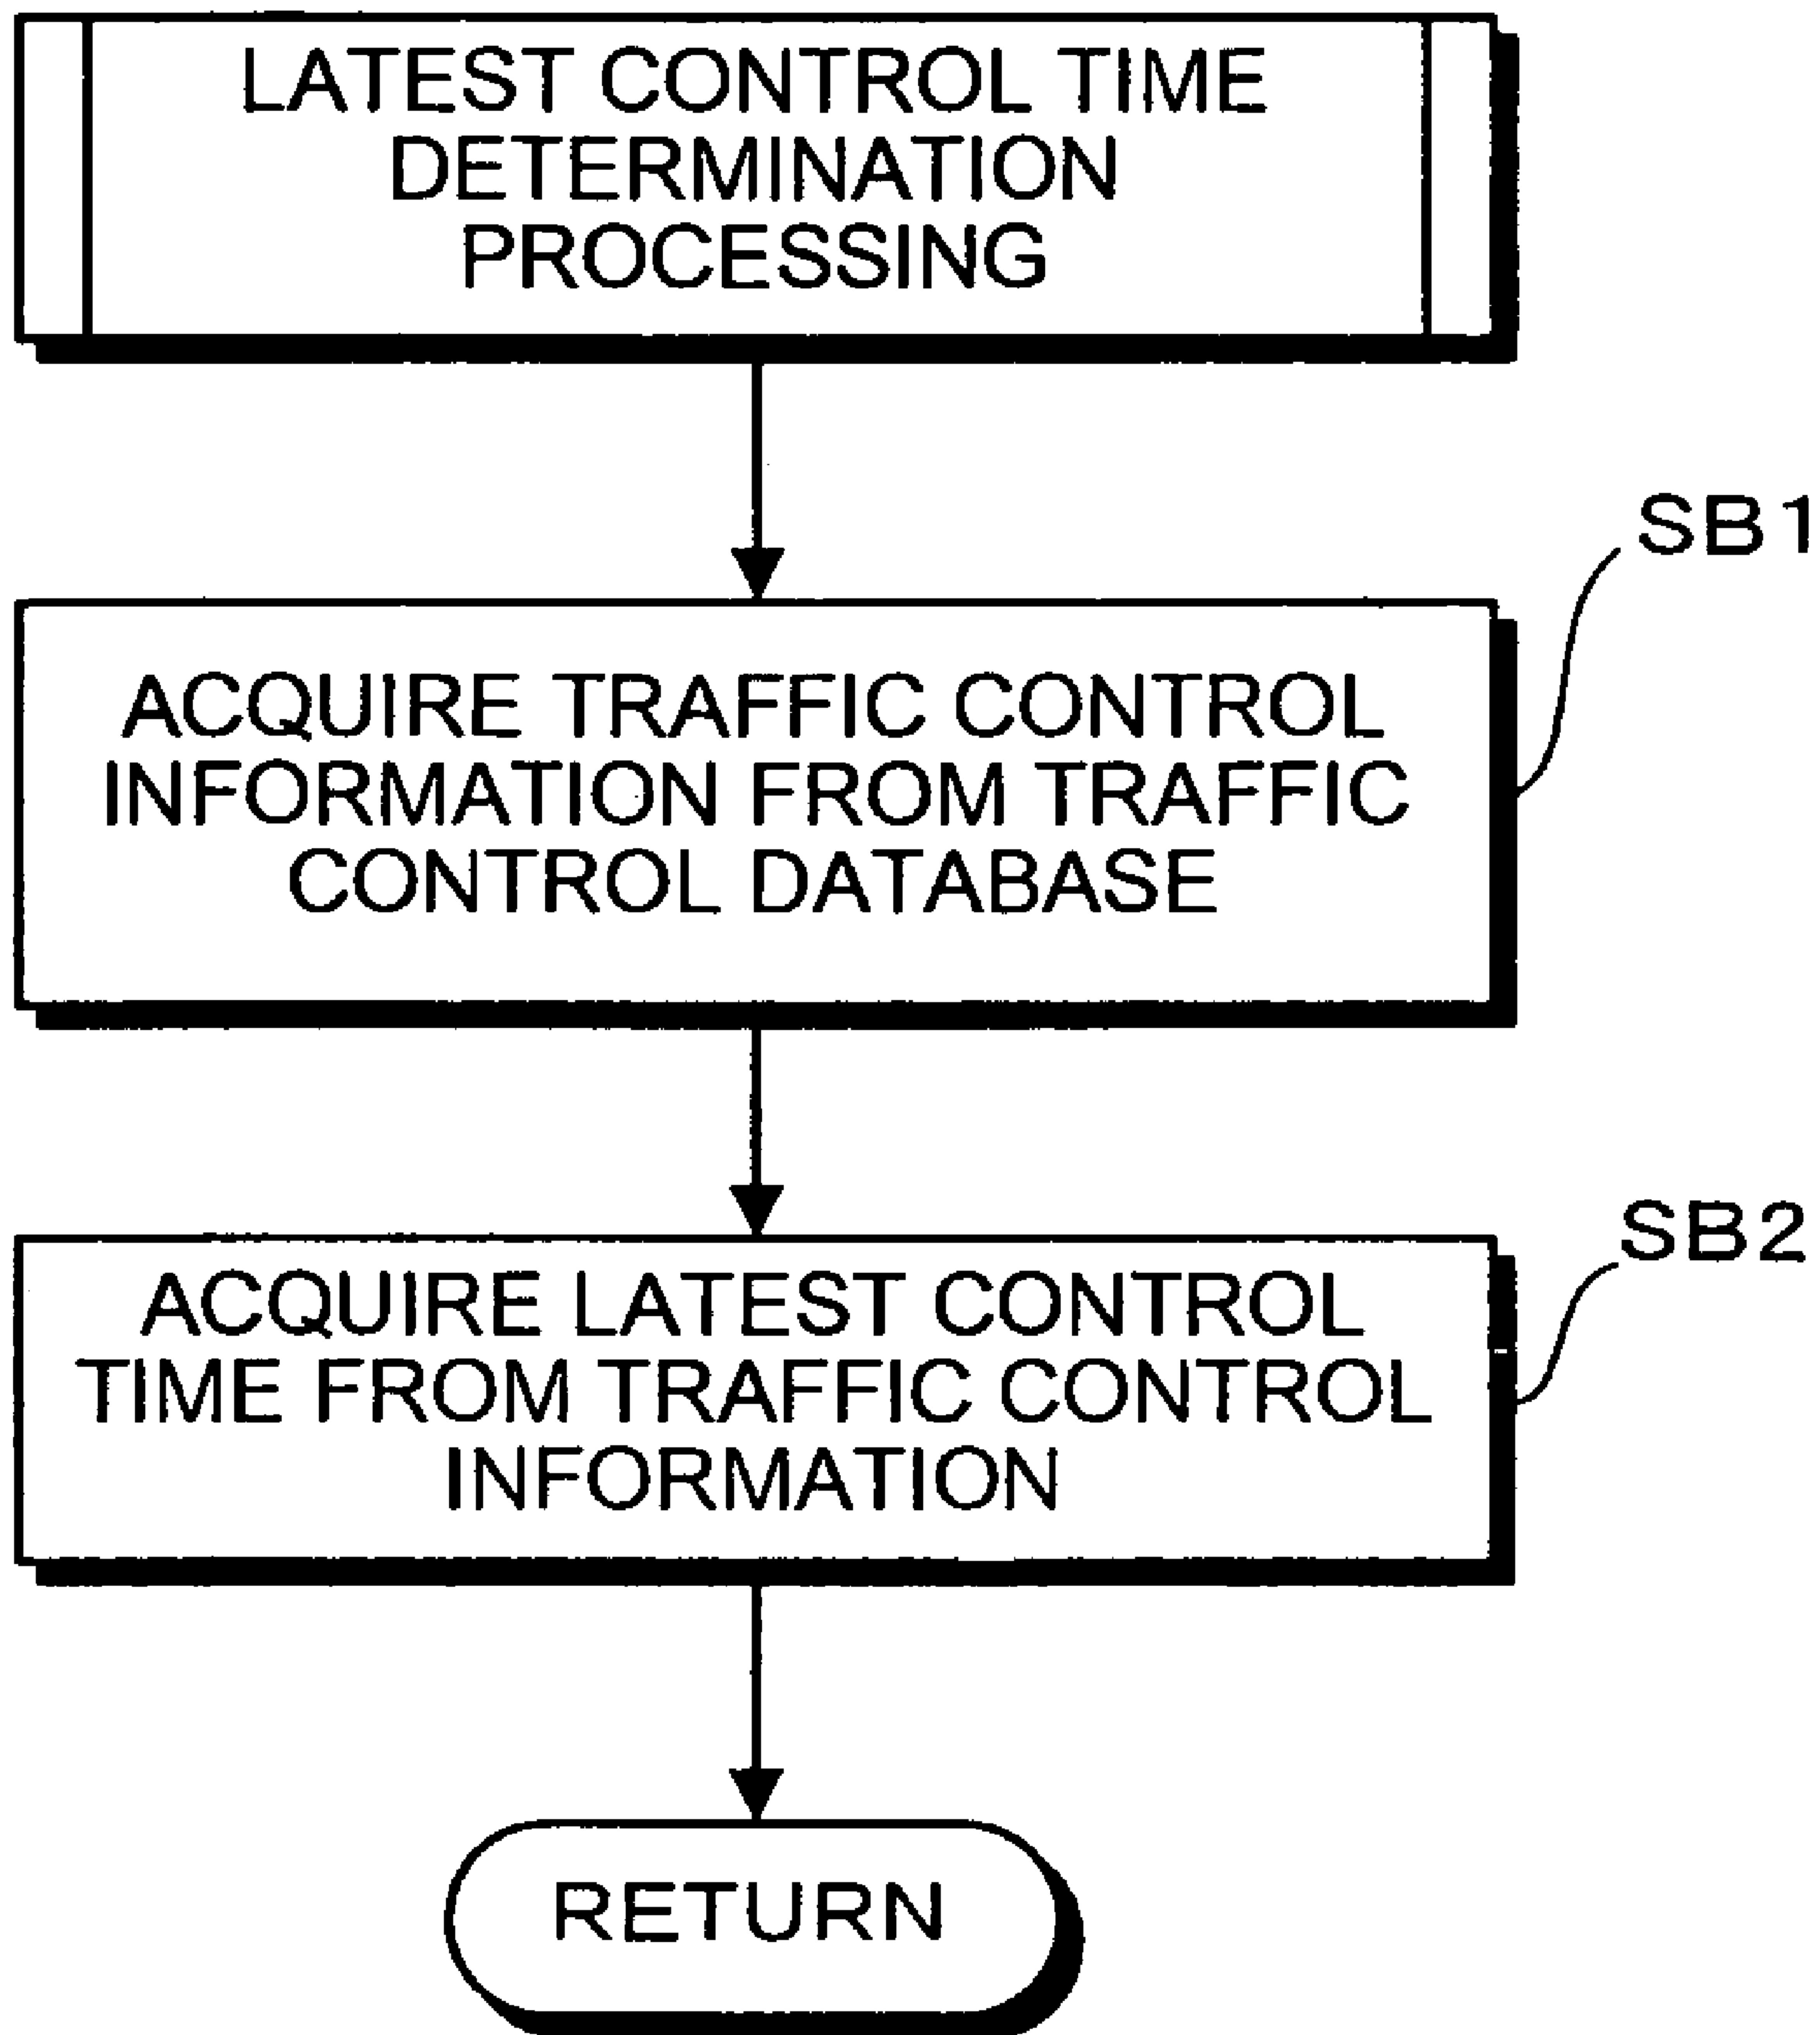 LATEST CONTROL TIME
DETERMINATION
PROCESSING
SB1
ACQUIRE TRAFFIC CONTROL
INFORMATION FROM TRAFFIC
CONTROL DATABASE
SB2
ACQUIRE LATEST CONTROL
TIME FROM TRAFFIC CONTROL
INFORMATION
RETURN